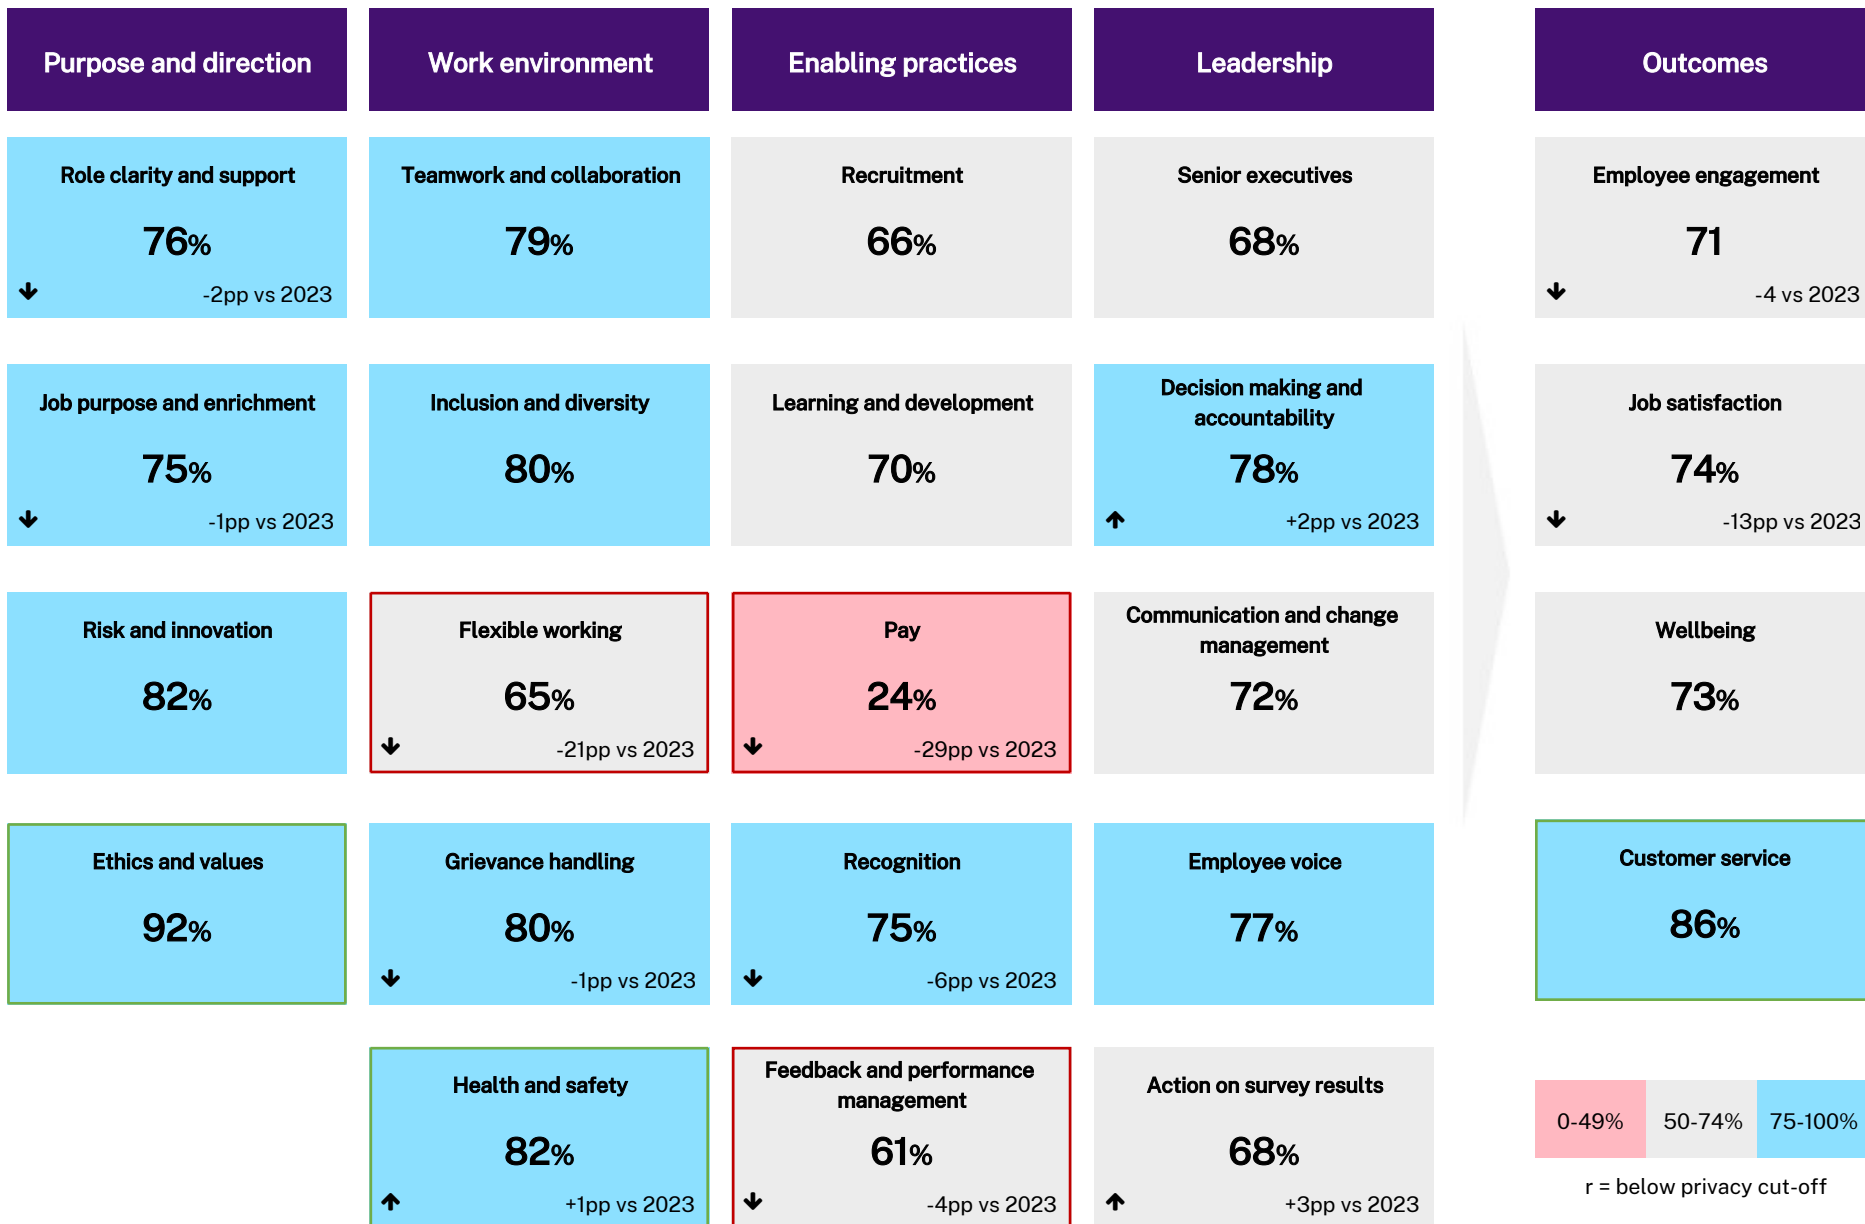 Purpose and direction
Work environment
Enabling practices
Leadership
Outcomes
Role clarity and support
76%
-2pp vs 2023
Teamwork and collaboration
79%
Recruitment
66%
Senior executives
68%
Employee engagement
71
-4 vs 2023
Job purpose and enrichment
75%
-1pp vs 2023
Inclusion and diversity
80%
Learning and development
70%
Decision making and
accountability
78%
+2pp vs 2023
Job satisfaction
74%
-13pp vs 2023
Risk and innovation
82%
Flexible working
65%
-21pp vs 2023
Pay
24%
-29pp vs 2023
Communication and change
management
72%
Wellbeing
73%
Ethics and values
92%
Grievance handling
80%
-1pp vs 2023
Recognition
75%
-6pp vs 2023
Employee voice
77%
Customer service
86%
Health and safety
82%
+1pp vs 2023
Feedback and performance
management
61%
-4pp vs 2023
Action on survey results
68%
+3pp vs 2023
0-49%
50-74%
75-100%
r = below privacy cut-off